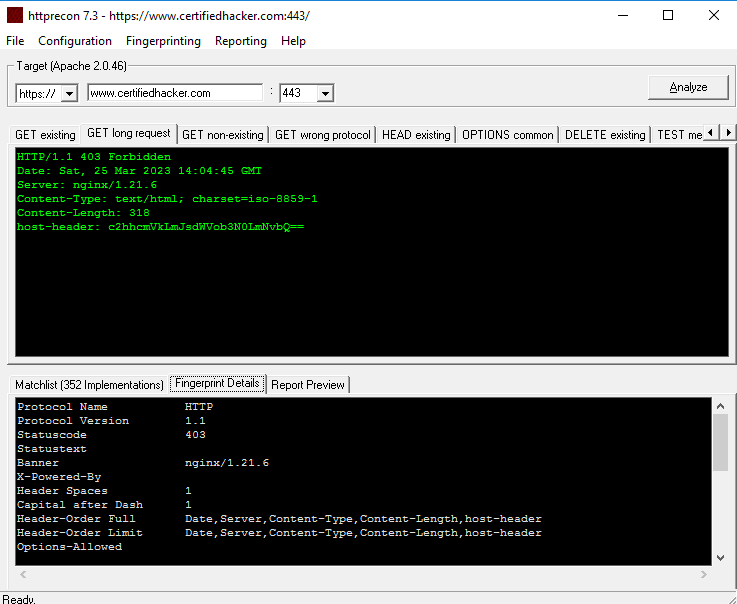 httprecon 7.3 - https://www.certifiedhacker.com:443/
File Configuration Fingerprinting Reporting Help
Target (Apache 2.0.46)
https:// www.certifiedhacker.com : 443 Analyze
GET existing GET long request GET non-existing GET wrong protocol HEAD existing OPTIONS common DELETE existing TEST me
HTTP/1.1 403 Forbidden
Date: Sat, 25 Mar 2023 14:04:45 GMT
Server: nginx/1.21.6
Content-Type: text/html; charset=iso-8859-1
Content-Length: 318
host-header: c2hhcmVkLmJsdWVob3N0LmNvbQ==
Matchlist (352 Implementations) Fingerprint Details Report Preview
Protocol Name HTTP
Protocol Version 1.1
Statuscode 403
Statustext
Banner nginx/1.21.6
X-Powered-By
Header Spaces 1
Capital after Dash 1
Header-Order Full Date,Server,Content-Type,Content-Length,host-header
Header-Order Limit Date,Server,Content-Type,Content-Length,host-header
Options-Allowed
Ready.